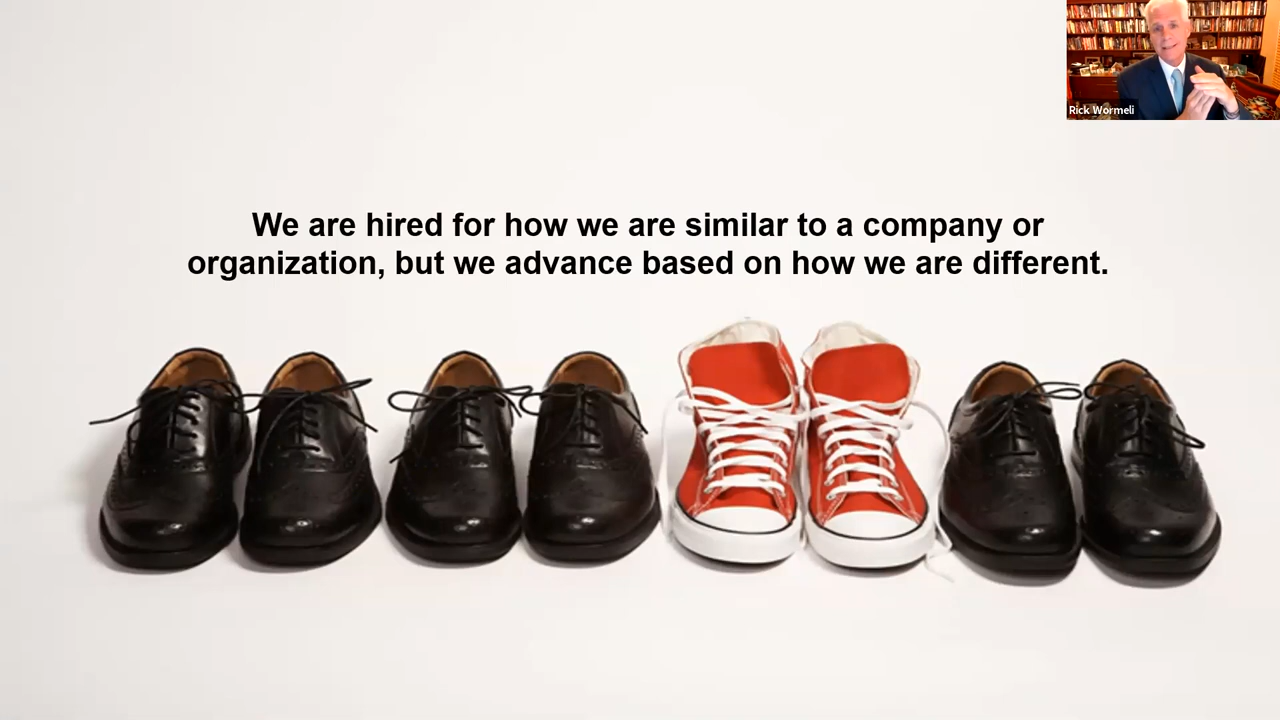 Rick Wormeli
We are hired for how we are similar to a company or
organization, but we advance based on how we are different.